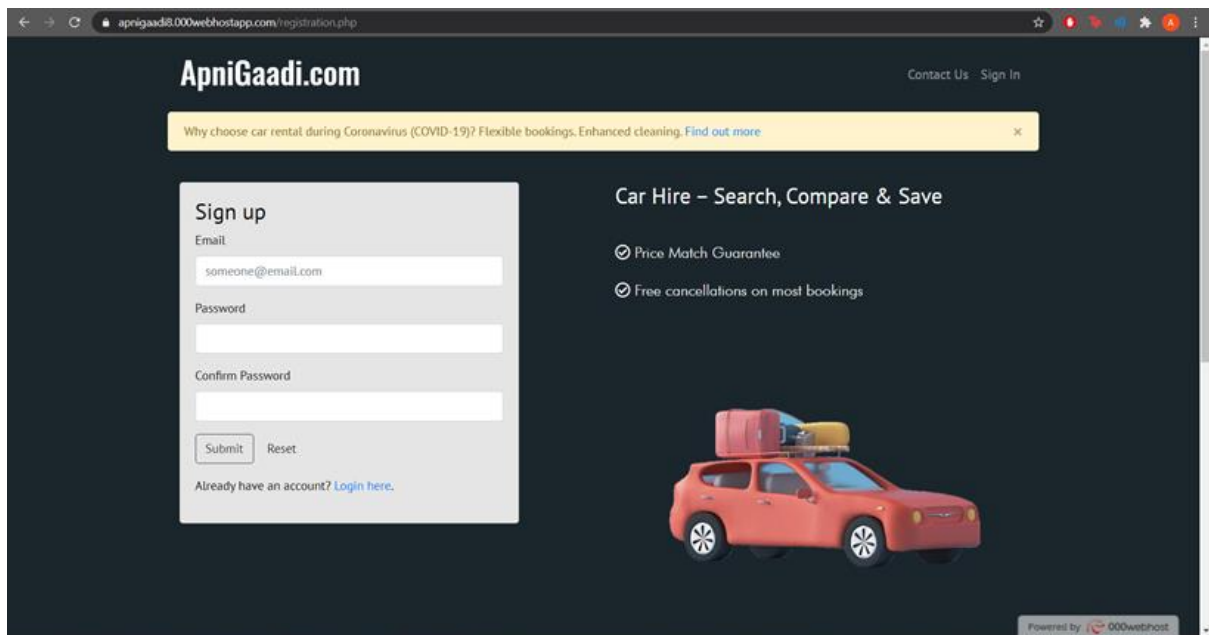 apnigaadi8.000webhostapp.com/registration.php
A
ApniGaadi.com
Contact Us Sign In
Why choose car rental during Coronavirus (COVID-19)? Flexible bookings. Enhanced cleaning. Find out more ×
Sign up
Email
someone@email.com
Password
Confirm Password
Submit Reset
Already have an account? Login here.
Car Hire – Search, Compare & Save
Price Match Guarantee
Free cancellations on most bookings
Powered by 000webhost